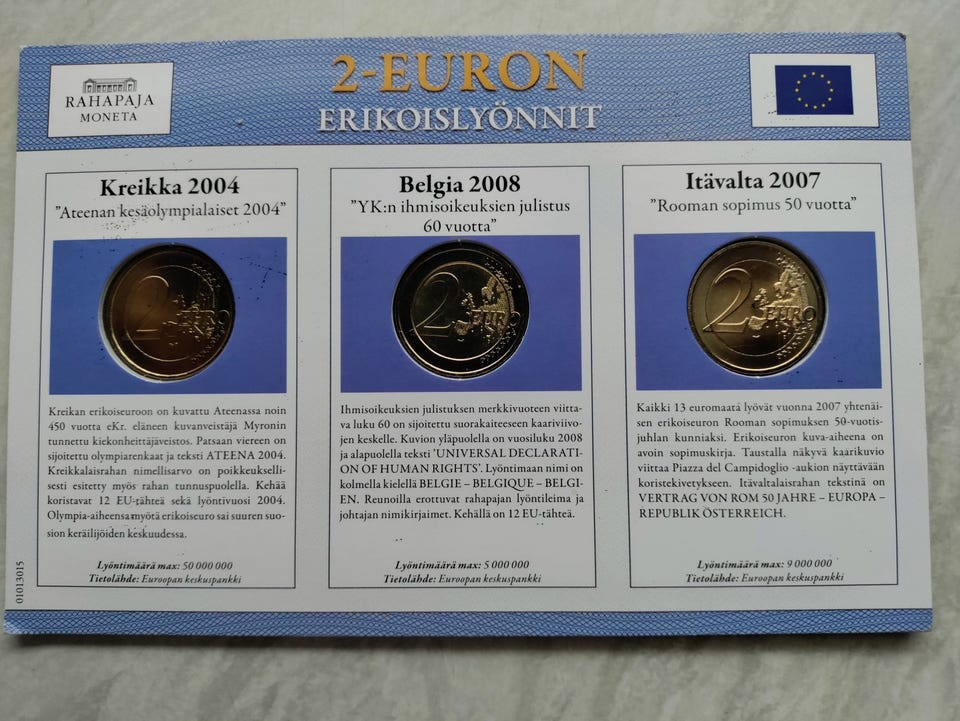 RAHAPAJA
MONETA
2-EURON
ERIKOISLYÖNNIT
Kreikka 2004
"Ateenan kesäolympialaiset 2004"
2 EURO
Kreikan erikoiseuroon on kuvattu Ateenassa noin
450 vuotta eKr. eläneen kuvanveistäjä Myronin
tunnettu kiekonheittäjäveistos. Patsaan viereen on
sijoitettu olympiarenkaat ja teksti ATEENA 2004.
Kreikkalaisrahan nimellisarvo on poikkeukselli-
sesti esitetty myös rahan tunnuspuolella. Kehää
koristavat 12 EU-tähteä sekä lyöntivuosi 2004.
Olympia-aiheensa myötä erikoiseuro sai suuren suo-
sion keräilijöiden keskuudessa.
Lyöntimäärä max: 50 000 000
Tietolähde: Euroopan keskuspankki
Belgia 2008
"YK:n ihmisoikeuksien julistus
60 vuotta"
2 EURO
Ihmisoikeuksien julistuksen merkkivuoteen viitta-
va luku 60 on sijoitettu suorakaiteeseen kaariviivo-
jen keskelle. Kuvion yläpuolella on vuosiluku 2008
ja alapuolella teksti 'UNIVERSAL DECLARATI-
ON OF HUMAN RIGHTS'. Lyöntimaan nimi on
kolmella kielellä BELGIE – BELGIQUE – BELGI-
EN. Reunoilla erottuvat rahapajan lyöntileima ja
johtajan nimikirjaimet. Kehällä on 12 EU-tähteä.
Lyöntimäärä max: 5 000 000
Tietolähde: Euroopan keskuspankki
Itävalta 2007
"Rooman sopimus 50 vuotta"
2 EURO
Kaikki 13 euromaata lyövät vuonna 2007 yhtenäi-
sen erikoiseuron Rooman sopimuksen 50-vuotis-
juhlan kunniaksi. Erikoiseuron kuva-aiheena on
avoin sopimuskirja. Taustalla näkyvä kaarikuvio
viittaa Piazza del Campidoglio -aukion näyttävään
koristekivetykseen. Itävaltalaisrahan tekstinä on
VERTRAG VON ROM 50 JAHRE – EUROPA –
REPUBLIK ÖSTERREICH.
Lyöntimäärä max: 9 000 000
Tietolähde: Euroopan keskuspankki
01013015